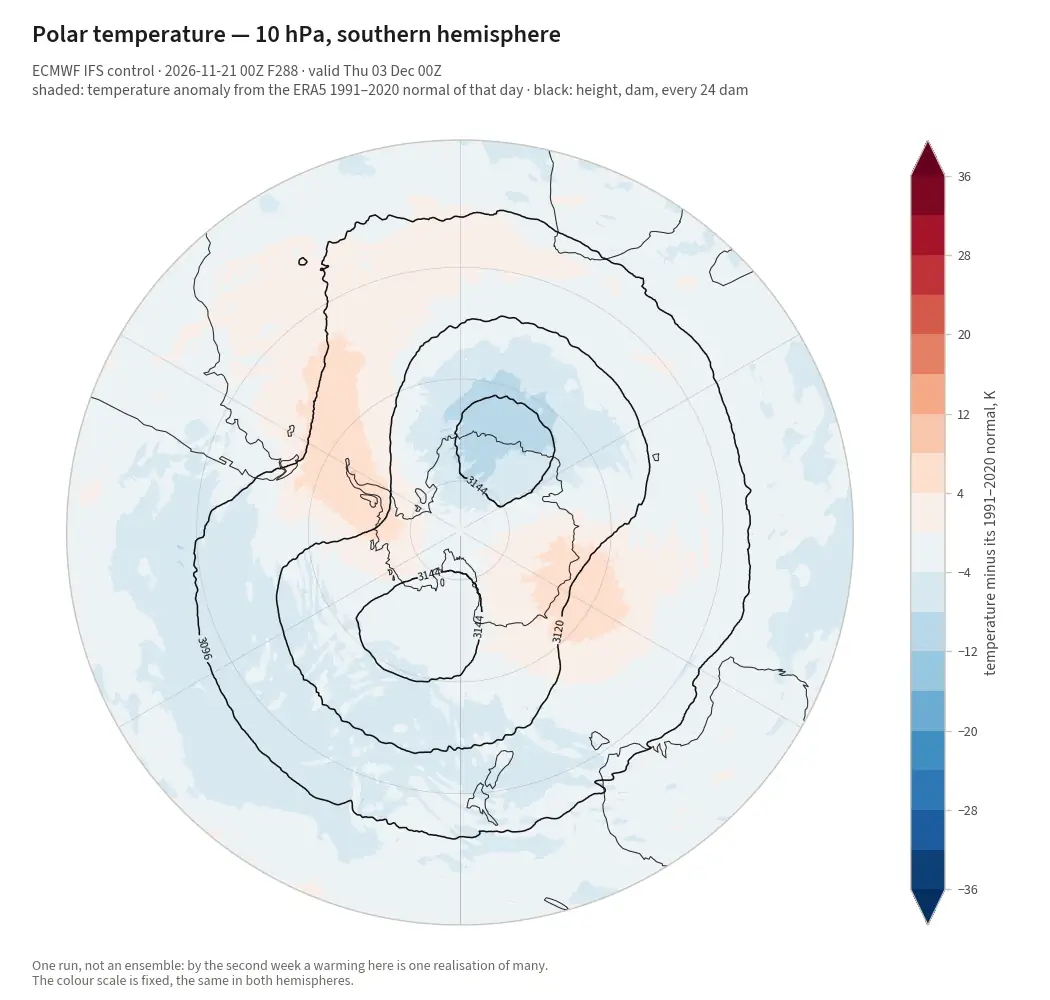 Polar temperature — 10 hPa, southern hemisphere
ECMWF IFS control · 2026-11-21 00Z F288 · valid Thu 03 Dec 00Z
shaded: temperature anomaly from the ERA5 1991–2020 normal of that day · black: height, dam, every 24 dam
36
28
20
12
4
−4
−12
−20
−28
−36
temperature minus its 1991–2020 normal, K
3144
3144
3144
3120
3096
One run, not an ensemble: by the second week a warming here is one realisation of many.
The colour scale is fixed, the same in both hemispheres.